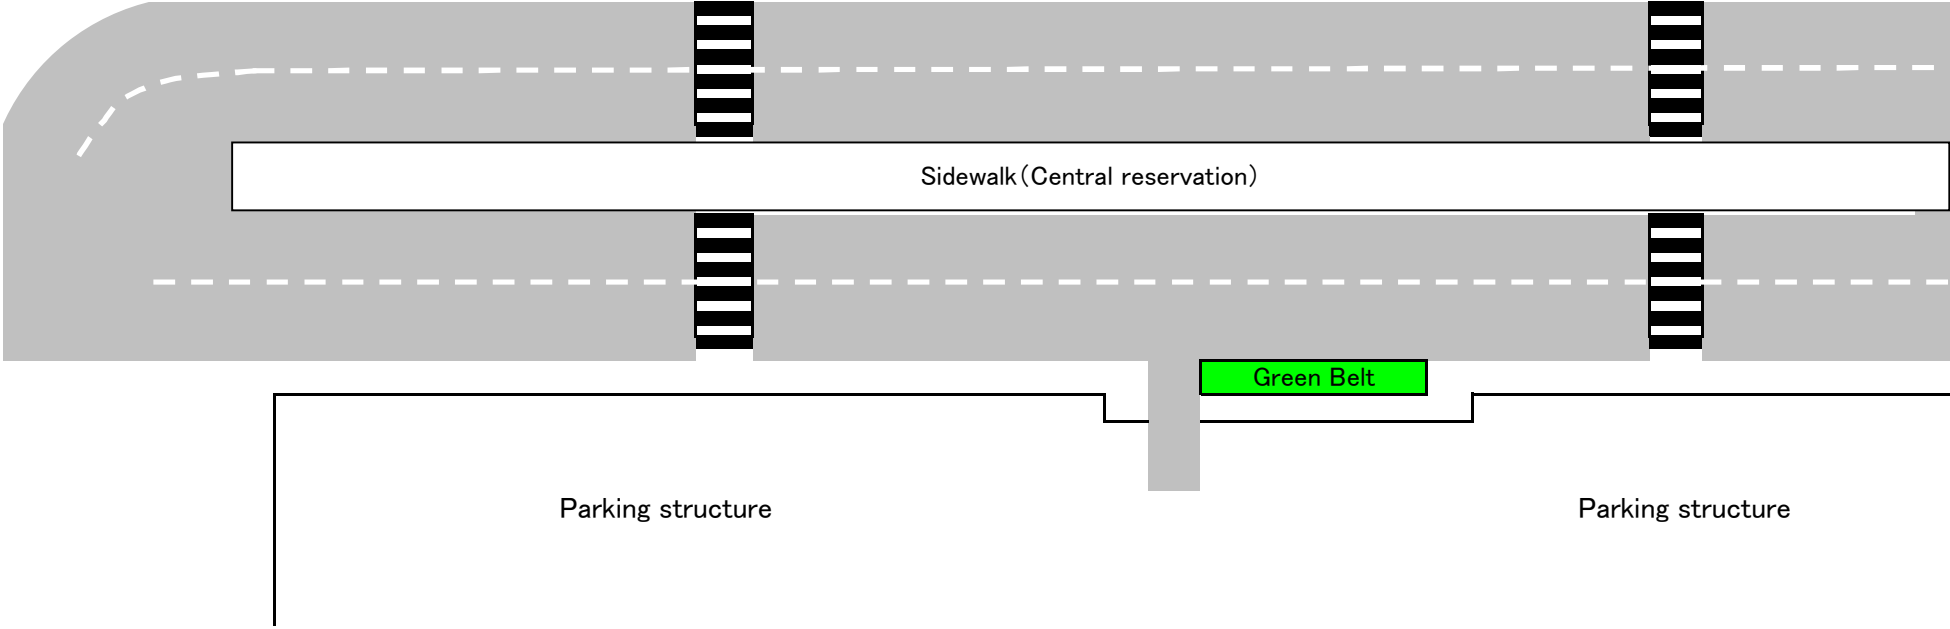 Sidewalk（Central reservation）
Green Belt
Parking structure
Parking structure